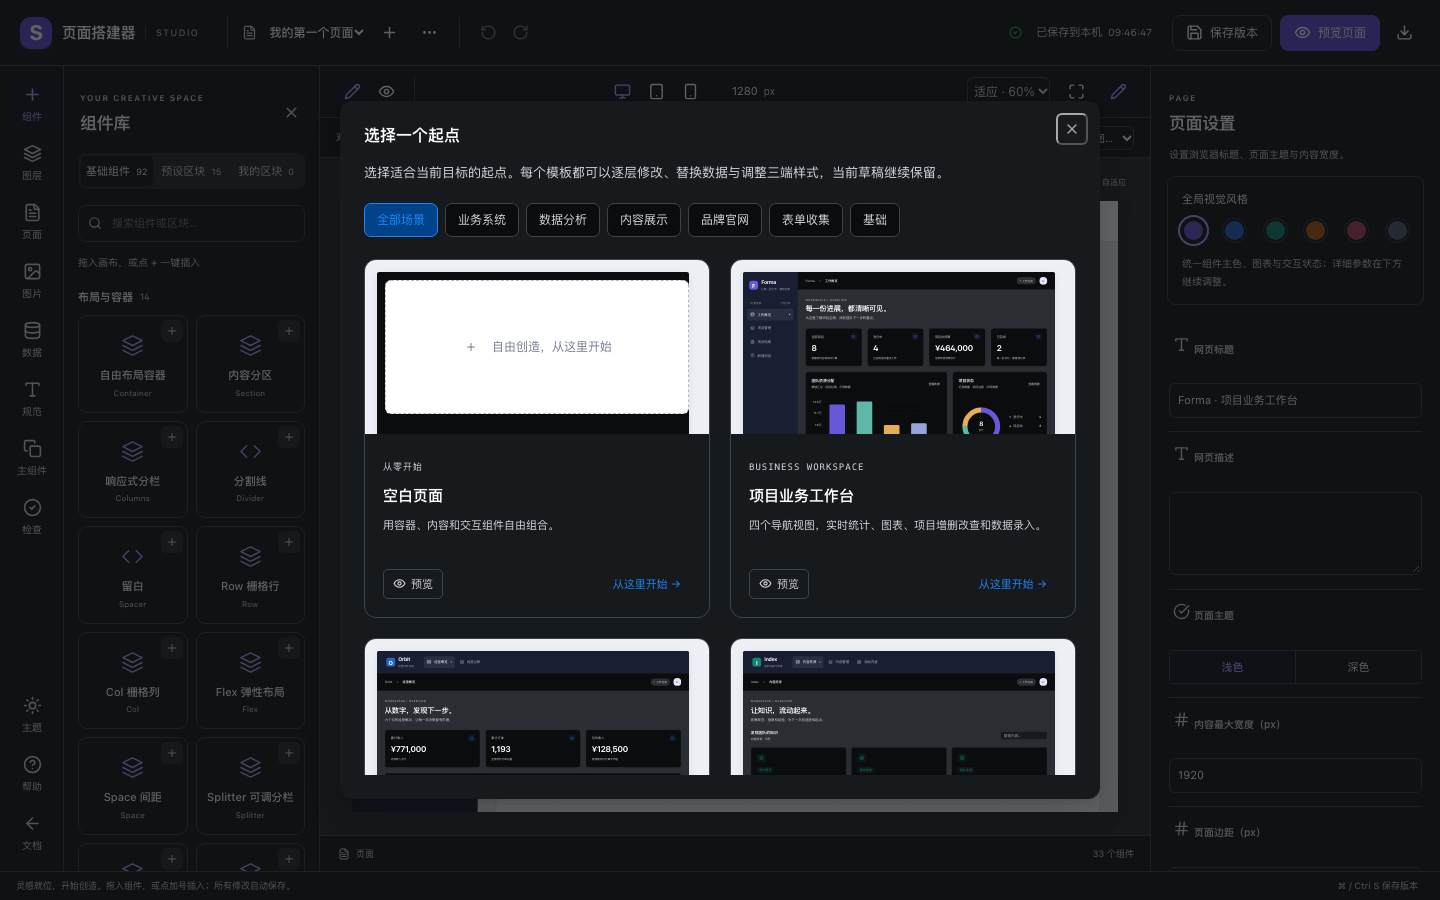 S 页面搭建器 STUDIO 我的第一个页面
已保存到本机 09:46:47 保存版本 预览页面
组件
图层
页面
图片
数据
规范
主组件
检查
主题
帮助
文档
YOUR CREATIVE SPACE
组件库
基础组件 92 预设区块 15 我的区块 0
搜索组件或区块...
拖入画布，或点 + 一键插入
布局与容器 14
自由布局容器
Container
内容分区
Section
响应式分栏
Columns
分割线
Divider
留白
Spacer
Row 栅格行
Row
Col 栅格列
Col
Flex 弹性布局
Flex
Space 间距
Space
Splitter 可调分栏
Splitter
1280 px
适应 · 60%
自适应
选择一个起点
选择适合当前目标的起点。每个模板都可以逐层修改、替换数据与调整三端样式，当前草稿继续保留。
全部场景 业务系统 数据分析 内容展示 品牌官网 表单收集 基础
+ 自由创造，从这里开始
从零开始
空白页面
用容器、内容和交互组件自由组合。
预览 从这里开始 →
F Forma
Forma 工作概览
每一份进展，都清晰可见。
8
4
¥464,000
2
8
BUSINESS WORKSPACE
项目业务工作台
四个导航视图，实时统计、图表、项目增删改查和数据录入。
预览 从这里开始 →
Orbit
从数字，发现下一步。
¥771,000
1,193
¥128,500
Index
让知识，流动起来。
页面
33 个组件
PAGE
页面设置
设置浏览器标题、页面主题与内容宽度。
全局视觉风格
统一组件主色、图表与交互状态；详细参数在下方
继续调整。
网页标题
Forma - 项目业务工作台
网页描述
页面主题
浅色 深色
内容最大宽度（px）
1920
页面边距（px）
灵感就位，开始创造。拖入组件，或点加号插入；所有修改自动保存。
⌘ / Ctrl S 保存版本